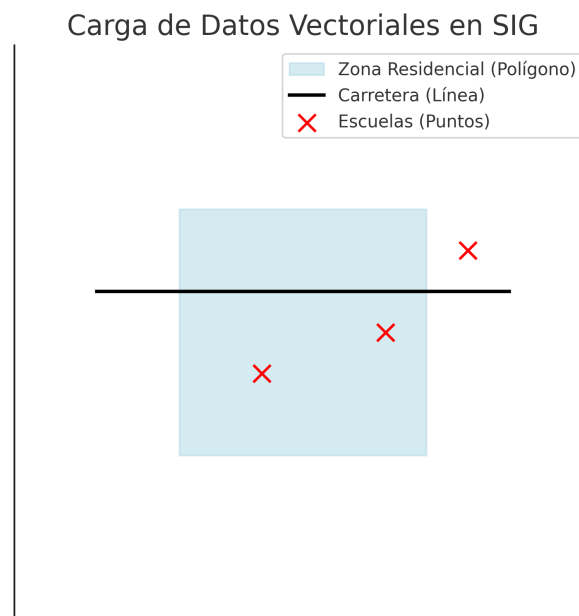 Carga de Datos Vectoriales en SIG
Zona Residencial (Polígono)
Carretera (Línea)
Escuelas (Puntos)